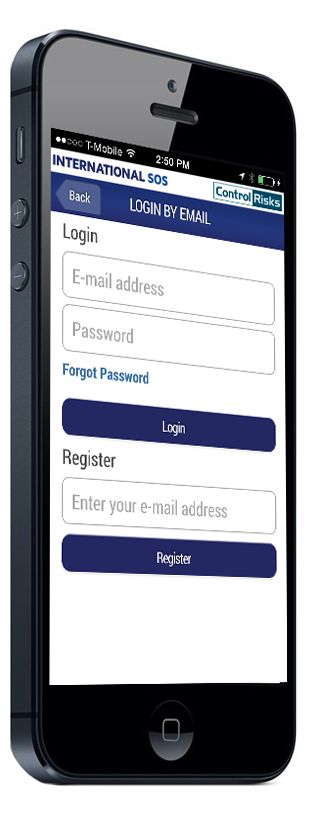 T-Mobile 2:50 PM
INTERNATIONAL SOS
Control Risks
Back LOGIN BY EMAIL
Login
E-mail address
Password
Forgot Password
Login
Register
Enter your e-mail address
Register